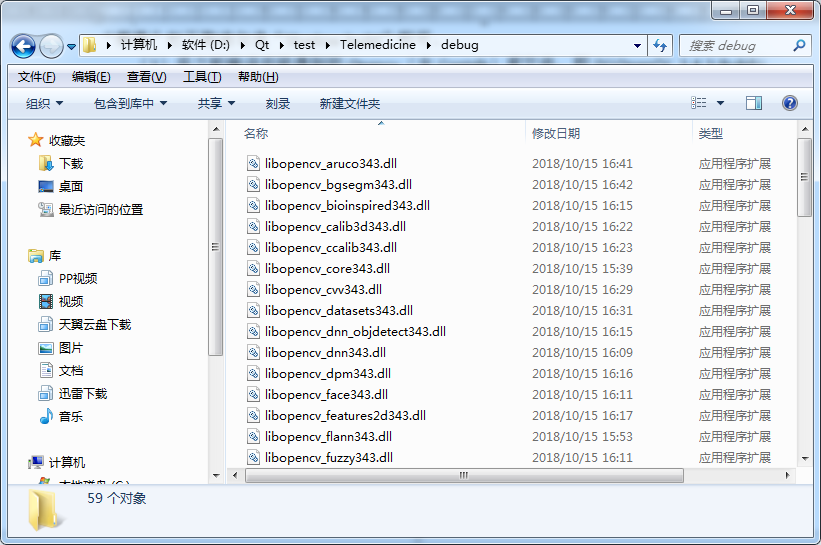 计算机 ▸ 软件 (D:) ▸ Qt ▸ test ▸ Telemedicine ▸ debug
搜索 debug
文件(F) 编辑(E) 查看(V) 工具(T) 帮助(H)
组织 包含到库中 共享 刻录 新建文件夹
收藏夹
下载
桌面
最近访问的位置
库
PP视频
视频
天翼云盘下载
图片
文档
迅雷下载
音乐
计算机
名称 修改日期 类型
libopencv_aruco343.dll 2018/10/15 16:41 应用程序扩展
libopencv_bgsegm343.dll 2018/10/15 16:42 应用程序扩展
libopencv_bioinspired343.dll 2018/10/15 16:15 应用程序扩展
libopencv_calib3d343.dll 2018/10/15 16:22 应用程序扩展
libopencv_ccalib343.dll 2018/10/15 16:23 应用程序扩展
libopencv_core343.dll 2018/10/15 15:39 应用程序扩展
libopencv_cvv343.dll 2018/10/15 16:29 应用程序扩展
libopencv_datasets343.dll 2018/10/15 16:31 应用程序扩展
libopencv_dnn_objdetect343.dll 2018/10/15 16:15 应用程序扩展
libopencv_dnn343.dll 2018/10/15 16:09 应用程序扩展
libopencv_dpm343.dll 2018/10/15 16:16 应用程序扩展
libopencv_face343.dll 2018/10/15 16:11 应用程序扩展
libopencv_features2d343.dll 2018/10/15 16:17 应用程序扩展
libopencv_flann343.dll 2018/10/15 15:53 应用程序扩展
libopencv_fuzzy343.dll 2018/10/15 16:11 应用程序扩展
59 个对象